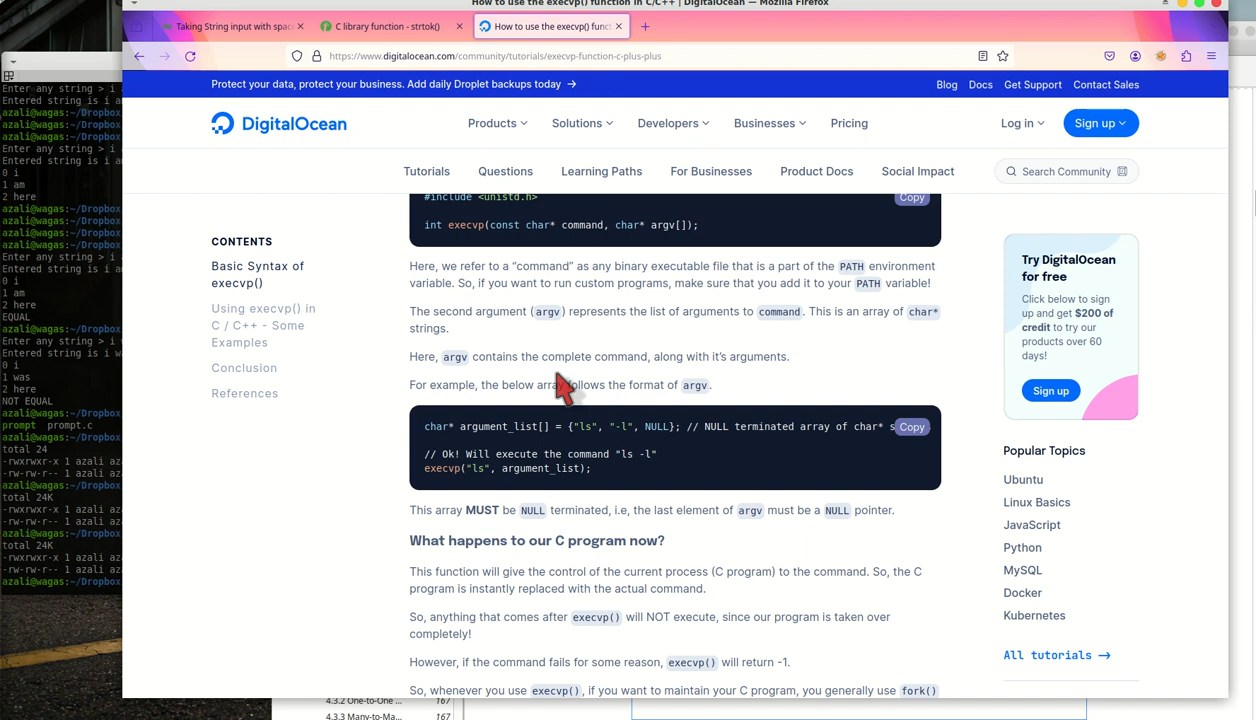 How to use the execvp() function in C/C++ | DigitalOcean — Mozilla Firefox
Taking String input with space
C library function - strtok()
How to use the execvp() funct
https://www.digitalocean.com/community/tutorials/execvp-function-c-plus-plus
Protect your data, protect your business. Add daily Droplet backups today →
Blog Docs Get Support Contact Sales
DigitalOcean
Products Solutions Developers Businesses Pricing
Log in Sign up
Tutorials Questions Learning Paths For Businesses Product Docs Social Impact
Search Community
Enter any string > i a
Entered string is i am
azali@wagas:~/Dropbox
azali@wagas:~/Dropbox
azali@wagas:~/Dropbox
Enter any string > i a
Entered string is i am
0 i
1 am
2 here
azali@wagas:~/Dropbox
azali@wagas:~/Dropbox
azali@wagas:~/Dropbox
azali@wagas:~/Dropbox
Enter any string > i a
Entered string is i am
0 i
1 am
2 here
EQUAL
azali@wagas:~/Dropbox
Enter any string > i w
Entered string is i wa
0 i
1 was
2 here
NOT EQUAL
azali@wagas:~/Dropbox
prompt prompt.c
azali@wagas:~/Dropbox
total 24
-rwxrwxr-x 1 azali aza
-rw-rw-r-- 1 azali aza
azali@wagas:~/Dropbox
total 24K
-rwxrwxr-x 1 azali aza
-rw-rw-r-- 1 azali aza
azali@wagas:~/Dropbox
total 24K
-rwxrwxr-x 1 azali aza
-rw-rw-r-- 1 azali aza
azali@wagas:~/Dropbox
CONTENTS
Basic Syntax of
execvp()
Using execvp() in
C / C++ - Some
Examples
Conclusion
References
#include <unistd.h>
Copy
int execvp(const char* command, char* argv[]);
Here, we refer to a “command” as any binary executable file that is a part of the PATH environment
variable. So, if you want to run custom programs, make sure that you add it to your PATH variable!
The second argument (argv) represents the list of arguments to command. This is an array of char*
strings.
Here, argv contains the complete command, along with it’s arguments.
For example, the below array follows the format of argv.
char* argument_list[] = {"ls", "-l", NULL}; // NULL terminated array of char* s
Copy
// Ok! Will execute the command "ls -l"
execvp("ls", argument_list);
This array MUST be NULL terminated, i.e, the last element of argv must be a NULL pointer.
What happens to our C program now?
This function will give the control of the current process (C program) to the command. So, the C
program is instantly replaced with the actual command.
So, anything that comes after execvp() will NOT execute, since our program is taken over
completely!
However, if the command fails for some reason, execvp() will return -1.
So, whenever you use execvp(), if you want to maintain your C program, you generally use fork()
Try DigitalOcean
for free
Click below to sign
up and get $200 of
credit to try our
products over 60
days!
Sign up
Popular Topics
Ubuntu
Linux Basics
JavaScript
Python
MySQL
Docker
Kubernetes
All tutorials →
4.3.2 One-to-One ... 167
4.3.3 Many-to-Ma... 167